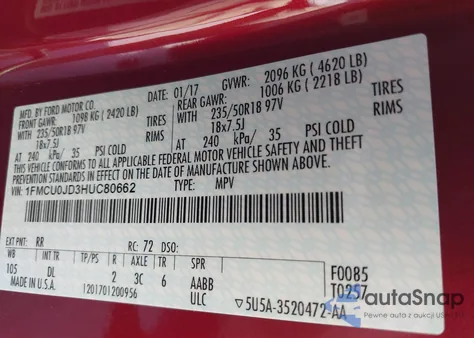 MFD. BY FORD MOTOR CO. DATE: 01/17 GVWR: 2096 KG ( 4620 LB)
FRONT GAWR: 1098 KG ( 2420 LB) REAR GAWR: 1006 KG ( 2218 LB)
WITH 235/50R18 97V TIRES WITH 235/50R18 97V TIRES
18x7.5J 18x7.5J RIMS
AT 240 kPa/ 35 PSI COLD AT 240 kPa/ 35 PSI COLD
THIS VEHICLE CONFORMS TO ALL APPLICABLE FEDERAL MOTOR VEHICLE SAFETY AND THEFT
PREVENTION STANDARDS IN EFFECT ON THE DATE OF MANUFACTURE SHOWN ABOVE.
VIN: 1FMCU0JD3HUC80662 TYPE: MPV
EXT PNT: RR RC: 72 DSO:
WB INT TR TP/PS R AXLE TR SPR
105 DL 2 3C 6 AABB F0085
MADE IN U.S.A. 1201701200956 ULC T0257
5U5A-3520472-AA
autoSnap
Pewne auta z aukcji USA